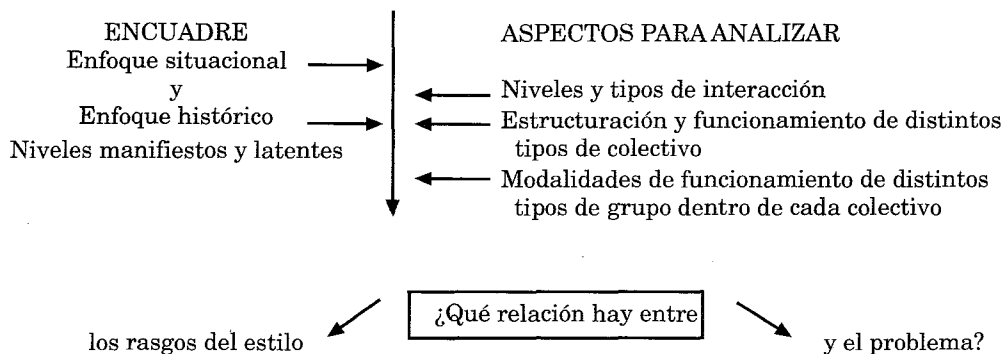 ENCUADRE
Enfoque situacional
y
Enfoque histórico
Niveles manifiestos y latentes
ASPECTOS PARA ANALIZAR
Niveles y tipos de interacción
Estructuración y funcionamiento de distintos
tipos de colectivo
Modalidades de funcionamiento de distintos
tipos de grupo dentro de cada colectivo
¿Qué relación hay entre
los rasgos del estilo
y el problema?